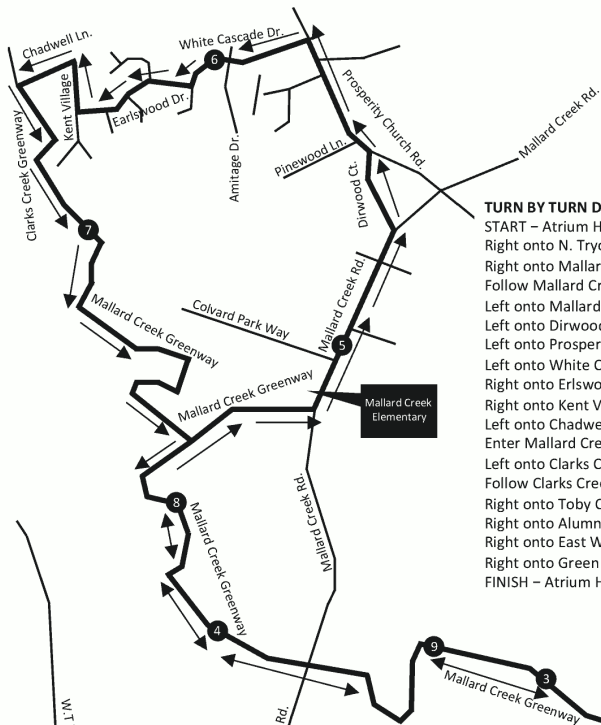 White Cascade Dr.
Chadwell Ln.
6
Kent Village
Earlswood Dr.
Prosperity Church Rd.
Mallard Creek Rd.
Clarks Creek Greenway
Amitage Dr.
Pinewood Ln.
Dirwood Ct.
7
Mallard Creek Greenway
Colvard Park Way
Mallard Creek Rd.
5
Mallard Creek Greenway
Mallard Creek
Elementary
Mallard Creek Rd.
8
Mallard Creek Greenway
4
9
3
Mallard Creek Greenway
W.T
Rd.
TURN BY TURN D
START – Atrium H
Right onto N. Tryo
Right onto Mallar
Follow Mallard Cr
Left onto Mallard
Left onto Dirwood
Left onto Prosper
Left onto White C
Right onto Erlswo
Right onto Kent V
Left onto Chadwe
Enter Mallard Cre
Left onto Clarks C
Follow Clarks Cree
Right onto Toby C
Right onto Alumn
Right onto East W
Right onto Green
FINISH – Atrium H